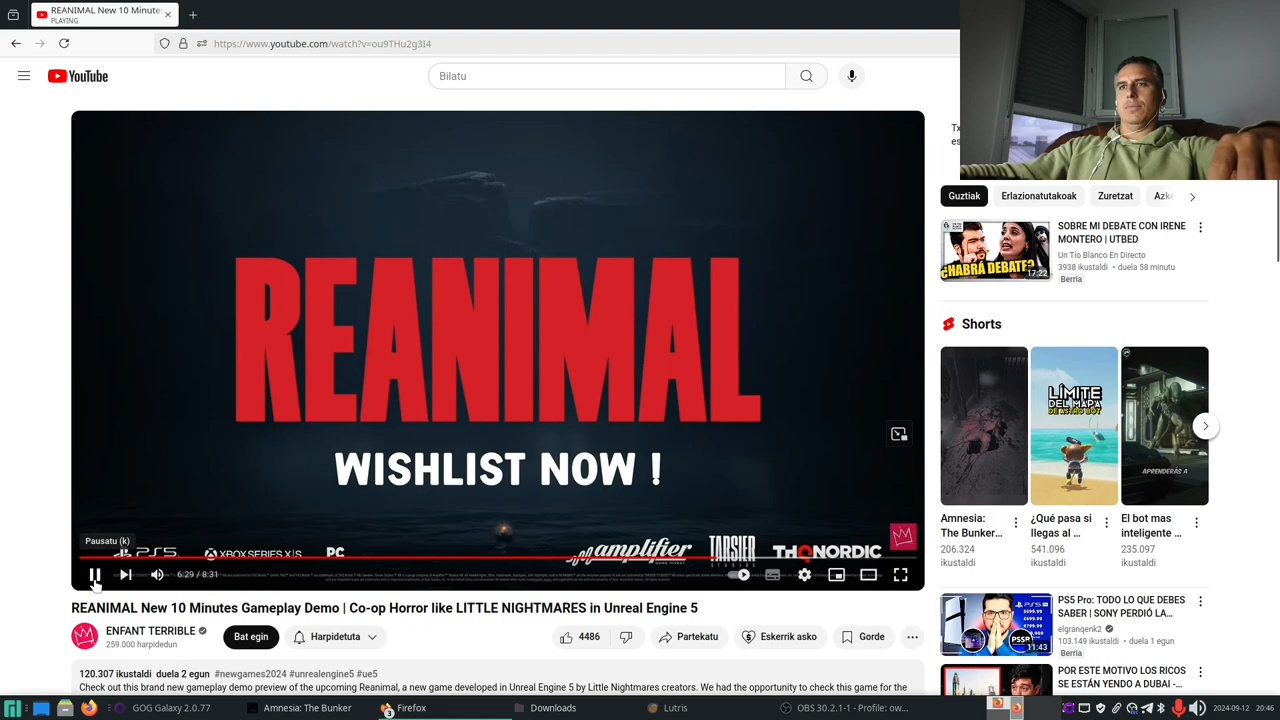 REANIMAL New 10 Minute
PLAYING
https://www.youtube.com/watch?v=ou9THu2g3I4
YouTube
Bilatu
REANIMAL
WISHLIST NOW !
Pausatu (k)
PS5
XBOX SERIES X|S
PC
amplifier
TARSIER
STUDIOS
THQNORDIC
6:29 / 8:31
REANIMAL New 10 Minutes Gameplay Demo | Co-op Horror like LITTLE NIGHTMARES in Unreal Engine 5
ENFANT TERRIBLE
259.000 harpidedun
Bat egin
Harpidetuta
4486
Partekatu
Eskerrik asko
Gorde
120.307 ikustaldi duela 2 egun #newgames2024 #unrealengine5 #ue5
Check out this brand new gameplay demo preview of the upcoming Reanimal, a new game developed in Unreal Engine 5 by Little Nightmares creators. We had the opportunity to check this game for the
Guztiak
Erlazionatutakoak
Zuretzat
Azke
¿HABRÁ DEBATE?
17:22
SOBRE MI DEBATE CON IRENE
MONTERO | UTBED
Un Tío Blanco En Directo
3938 ikustaldi • duela 58 minutu
Berria
Shorts
LÍMITE
DEL MAPA
DE ASTRO BOT
APRENDERÁS A
Amnesia:
The Bunker...
206.324
ikustaldi
¿Qué pasa si
llegas al ...
541.096
ikustaldi
El bot mas
inteligente ...
235.097
ikustaldi
PSSR
11:43
PS5 Pro: TODO LO QUE DEBES
SABER | SONY PERDIÓ LA...
elgranqenk2
103.149 ikustaldi • duela 1 egun
Berria
POR ESTE MOTIVO LOS RICOS
SE ESTÁN YENDO A DUBAI -...
GOG Galaxy 2.0.77
Amnesia: The Bunker
3
Firefox
Downloads
Lutris
OBS 30.2.1-1 - Profile: ow...
2024-09-12
20:46